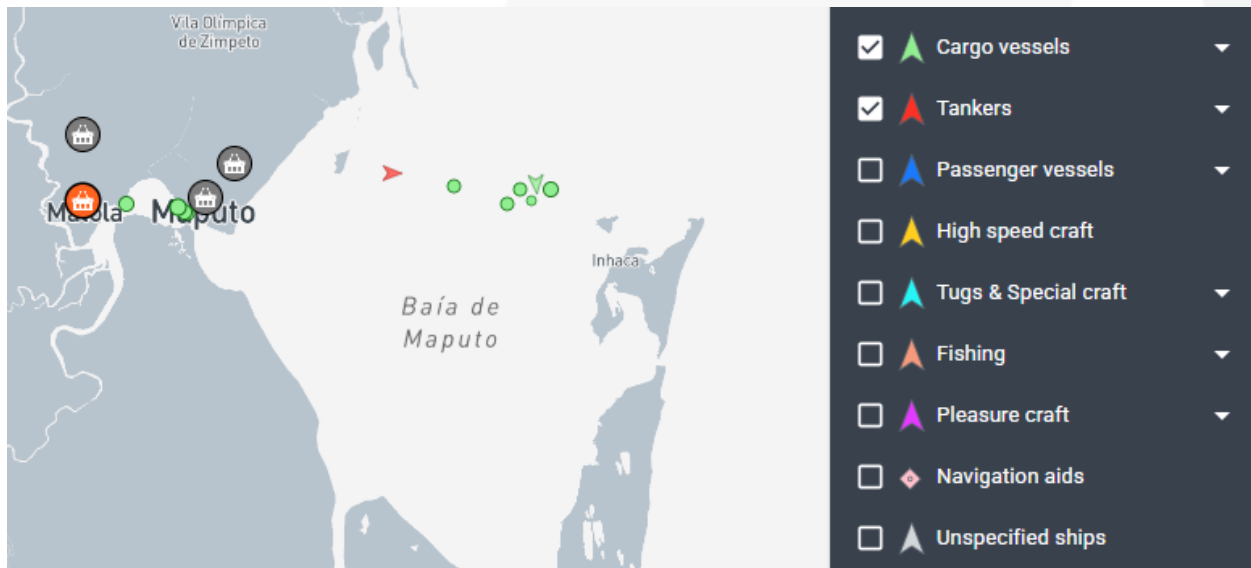 Vila Olímpica
de Zimpeto
Matola
Maputo
Inhaca
Baía de
Maputo
Cargo vessels
Tankers
Passenger vessels
High speed craft
Tugs & Special craft
Fishing
Pleasure craft
Navigation aids
Unspecified ships